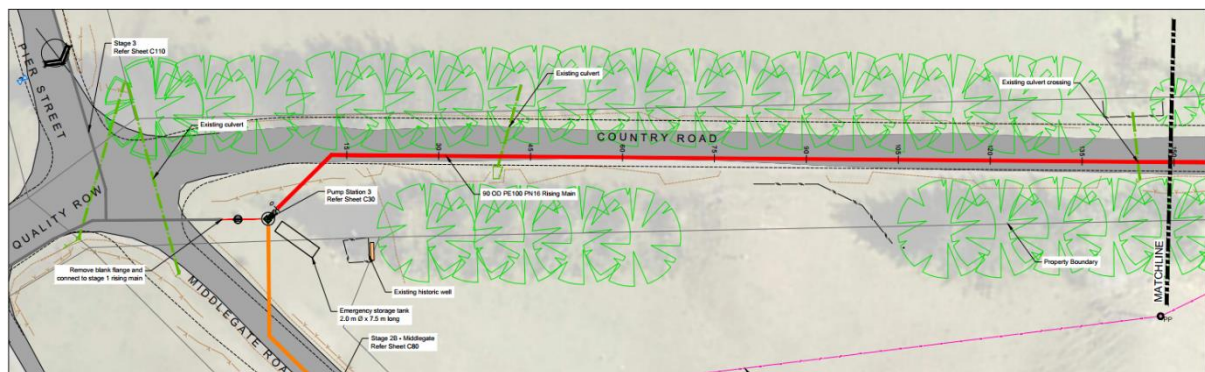 Stage 3
Refer Sheet C110
PIER STREET
Existing culvert
Existing culvert
Existing culvert crossing
COUNTRY ROAD
15
30
45
60
75
90
105
120
135
150
90 OD PE100 PN16 Rising Main
Pump Station 3
Refer Sheet C30
QUALITY ROW
Remove blank flange and
connect to stage 1 rising main
Existing historic well
Emergency storage tank
2.0 m Ø x 7.5 m long
MIDDLEGATE ROAD
Stage 2B - Middlegate
Refer Sheet C80
Property Boundary
MATCHLINE
PP